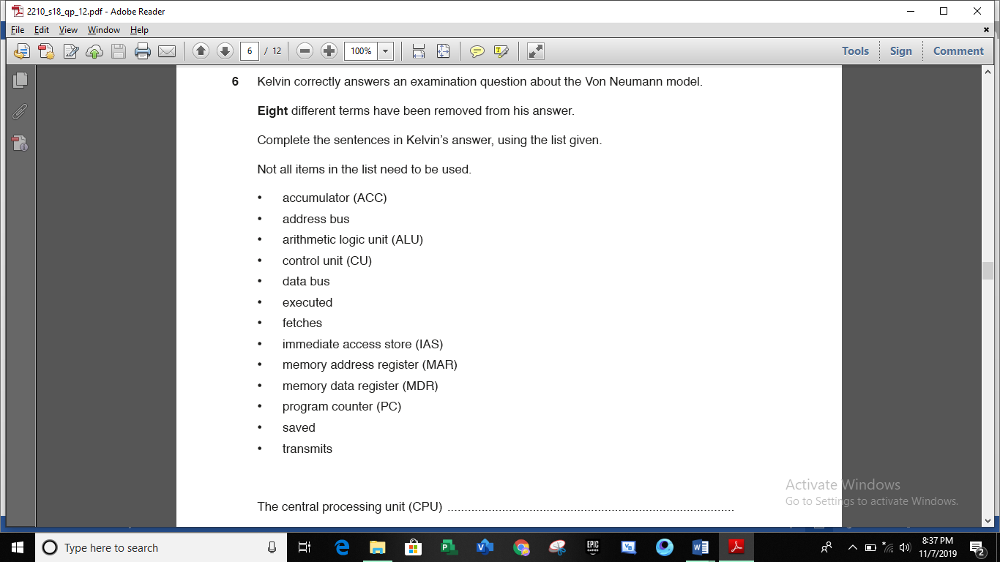 2210_s18_qp_12.pdf - Adobe Reader
File Edit View Window Help
6 / 12 100% Tools Sign Comment
6 Kelvin correctly answers an examination question about the Von Neumann model.
Eight different terms have been removed from his answer.
Complete the sentences in Kelvin's answer, using the list given.
Not all items in the list need to be used.
• accumulator (ACC)
• address bus
• arithmetic logic unit (ALU)
• control unit (CU)
• data bus
• executed
• fetches
• immediate access store (IAS)
• memory address register (MAR)
• memory data register (MDR)
• program counter (PC)
• saved
• transmits
Activate Windows
Go to Settings to activate Windows.
The central processing unit (CPU) ....................................................................................
Type here to search
8:37 PM
11/7/2019
2